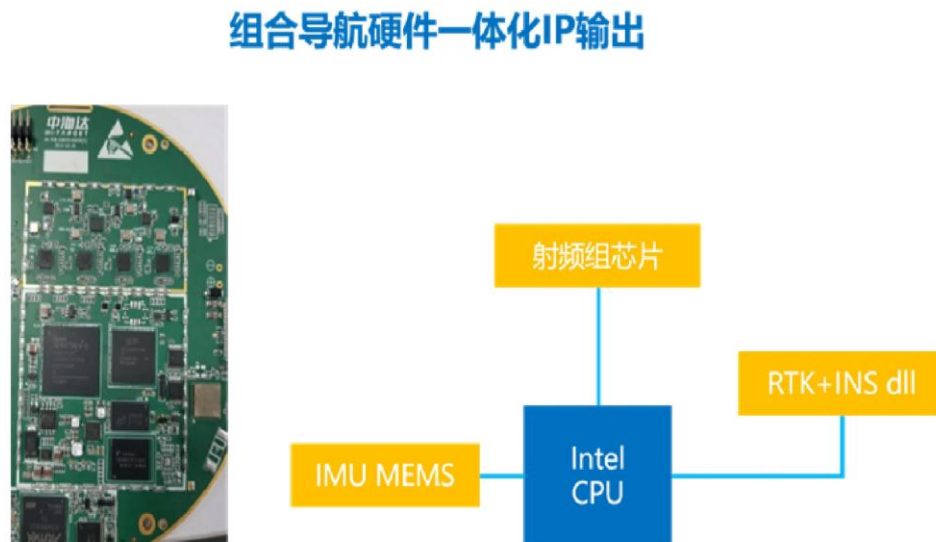 组合导航硬件一体化IP输出
中海达
射频组芯片
RTK+INS dll
IMU MEMS
Intel
CPU